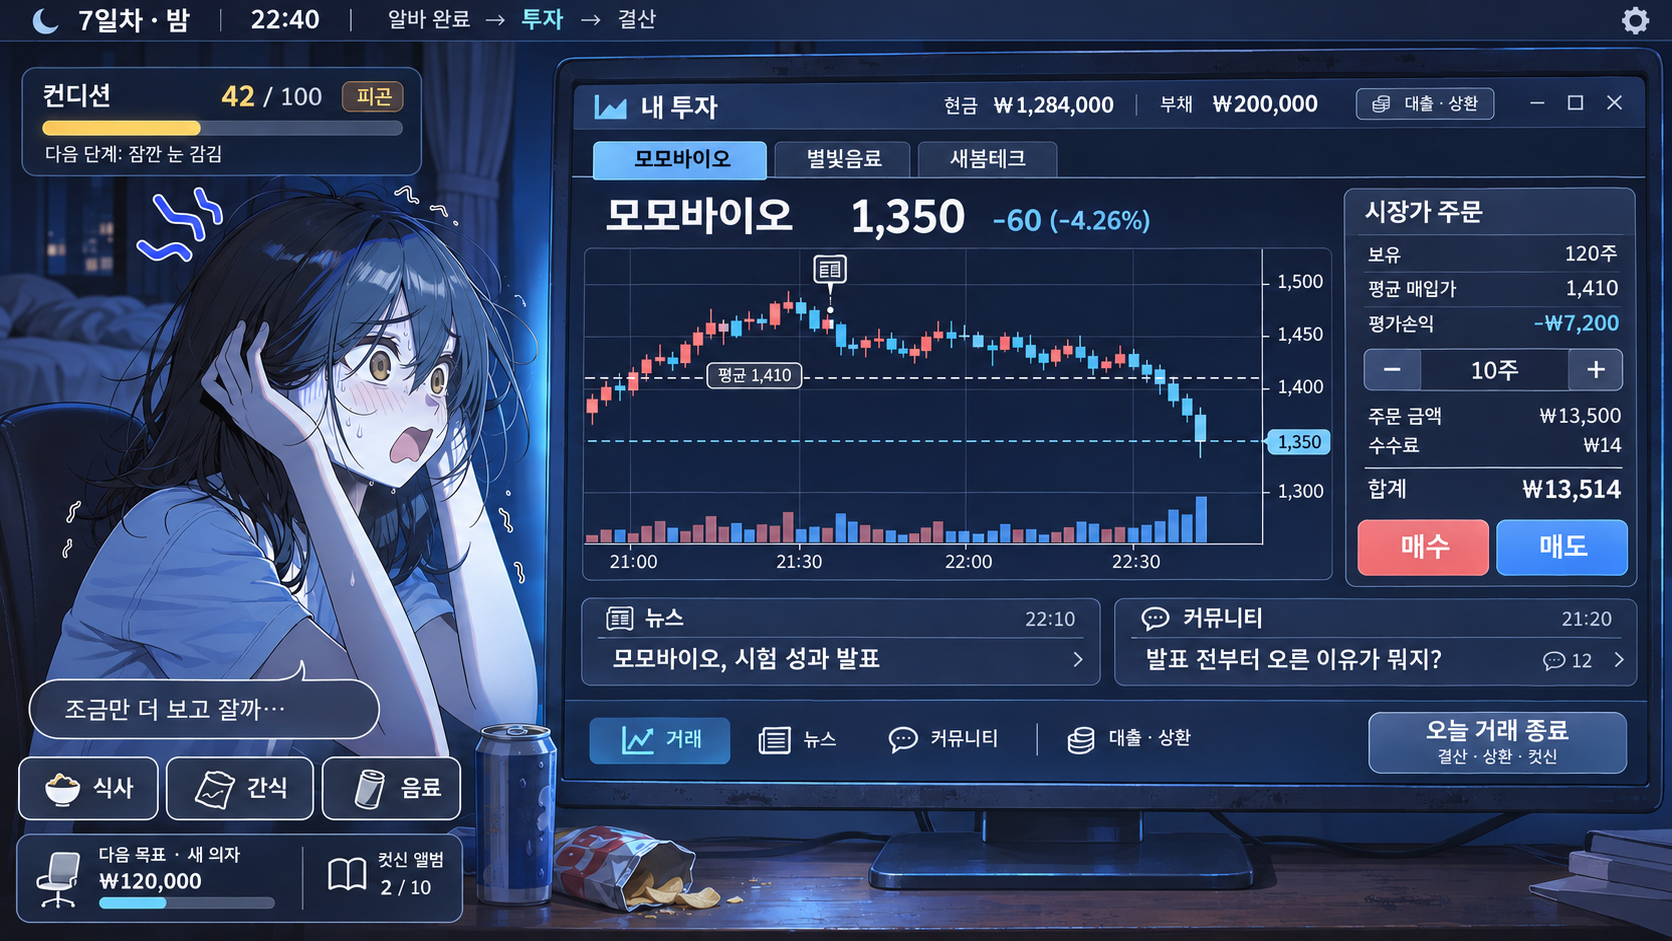 7일차 · 밤
22:40
알바 완료 → 투자 → 결산
컨디션
42 / 100
피곤
다음 단계: 잠깐 눈 감김
내 투자
현금 ₩1,284,000
부채 ₩200,000
대출 · 상환
모모바이오
별빛음료
새봄테크
모모바이오
1,350
-60 (-4.26%)
1,500
1,450
1,400
1,350
1,300
평균 1,410
21:00
21:30
22:00
22:30
시장가 주문
보유 120주
평균 매입가 1,410
평가손익 -₩7,200
− 10주 +
주문 금액 ₩13,500
수수료 ₩14
합계 ₩13,514
매수
매도
뉴스 22:10
모모바이오, 시험 성과 발표
커뮤니티 21:20
발표 전부터 오른 이유가 뭐지? 12
거래
뉴스
커뮤니티
대출 · 상환
오늘 거래 종료
결산 · 상환 · 컷신
조금만 더 보고 잘까…
식사
간식
음료
다음 목표 · 새 의자
₩120,000
컷신 앨범
2 / 10